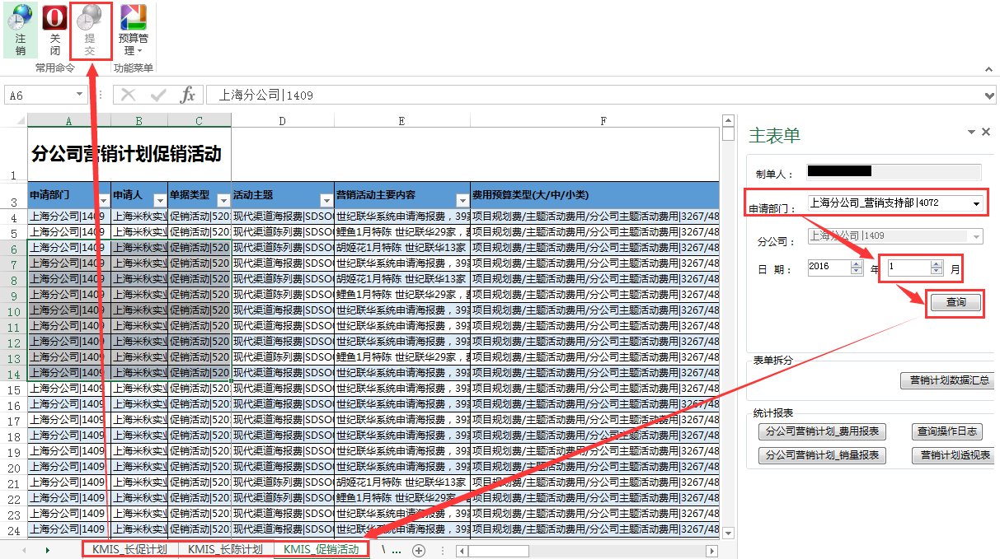 注销
关闭
提交
预算管理
常用命令
功能菜单
A6
fx
上海分公司|1409
A B C D E F
1 分公司营销计划促销活动
3 申请部门 申请人 单据类型 活动主题 营销活动主要内容 费用预算类型(大/中/小类)
4 上海分公司|1409 上海米秋实业 促销活动|520 现代渠道海报费|SDSO 世纪联华系统申请海报费，39家 项目规划费/主题活动费用/分公司主题活动费用|3267/48
5 上海分公司|1409 上海米秋实业 促销活动|520 现代渠道陈列费|SDSO 鲤鱼1月特陈 世纪联华29家，费 项目规划费/主题活动费用/分公司主题活动费用|3267/48
6 上海分公司|1409 上海米秋实业 促销活动|520 现代渠道陈列费|SDSO 胡姬花1月特陈 世纪联华13家 项目规划费/主题活动费用/分公司主题活动费用|3267/48
7 上海分公司|1409 上海米秋实业 促销活动|520 现代渠道海报费|SDSO 世纪联华系统申请海报费，39家 项目规划费/主题活动费用/分公司主题活动费用|3267/48
8 上海分公司|1409 上海米秋实业 促销活动|520 现代渠道陈列费|SDSO 胡姬花1月特陈 世纪联华13家 项目规划费/主题活动费用/分公司主题活动费用|3267/48
9 上海分公司|1409 上海米秋实业 促销活动|520 现代渠道陈列费|SDSO 鲤鱼1月特陈 世纪联华29家，费 项目规划费/主题活动费用/分公司主题活动费用|3267/48
10 上海分公司|1409 上海米秋实业 促销活动|520 现代渠道海报费|SDSO 世纪联华系统申请海报费，39家 项目规划费/主题活动费用/分公司主题活动费用|3267/48
11 上海分公司|1409 上海米秋实业 促销活动|520 现代渠道海报费|SDSO 世纪联华系统申请海报费，39家 项目规划费/主题活动费用/分公司主题活动费用|3267/48
12 上海分公司|1409 上海米秋实业 促销活动|520 现代渠道海报费|SDSO 世纪联华系统申请海报费，39家 项目规划费/主题活动费用/分公司主题活动费用|3267/48
13 上海分公司|1409 上海米秋实业 促销活动|520 现代渠道陈列费|SDSO 鲤鱼1月特陈 世纪联华29家，费 项目规划费/主题活动费用/分公司主题活动费用|3267/48
14 上海分公司|1409 上海米秋实业 促销活动|520 现代渠道海报费|SDSO 世纪联华系统申请海报费，39家 项目规划费/主题活动费用/分公司主题活动费用|3267/48
15 上海分公司|1409 上海米秋实业 促销活动|520 现代渠道海报费|SDSO 世纪联华系统申请海报费，39家 项目规划费/主题活动费用/分公司主题活动费用|3267/48
16 上海分公司|1409 上海米秋实业 促销活动|520 现代渠道海报费|SDSO 世纪联华系统申请海报费，39家 项目规划费/主题活动费用/分公司主题活动费用|3267/48
17 上海分公司|1409 上海米秋实业 促销活动|520 现代渠道海报费|SDSO 世纪联华系统申请海报费，39家 项目规划费/主题活动费用/分公司主题活动费用|3267/48
18 上海分公司|1409 上海米秋实业 促销活动|520 现代渠道海报费|SDSO 世纪联华系统申请海报费，39家 项目规划费/主题活动费用/分公司主题活动费用|3267/48
19 上海分公司|1409 上海米秋实业 促销活动|520 现代渠道海报费|SDSO 世纪联华系统申请海报费，39家 项目规划费/主题活动费用/分公司主题活动费用|3267/48
20 上海分公司|1409 上海米秋实业 促销活动|520 现代渠道海报费|SDSO 世纪联华系统申请海报费，39家 项目规划费/主题活动费用/分公司主题活动费用|3267/48
21 上海分公司|1409 上海米秋实业 促销活动|520 现代渠道陈列费|SDSO 胡姬花1月特陈 世纪联华13家 项目规划费/主题活动费用/分公司主题活动费用|3267/48
22 上海分公司|1409 上海米秋实业 促销活动|520 现代渠道陈列费|SDSO 鲤鱼1月特陈 世纪联华29家，费 项目规划费/主题活动费用/分公司主题活动费用|3267/48
23 上海分公司|1409 上海米秋实业 促销活动|520 现代渠道海报费|SDSO 世纪联华系统申请海报费，39家 项目规划费/主题活动费用/分公司主题活动费用|3267/48
24 上海分公司|1409 上海米秋实业 促销活动|520 现代渠道海报费|SDSO 世纪联华系统申请海报费，39家 项目规划费/主题活动费用/分公司主题活动费用|3267/48
KMIS_长促计划 KMIS_长陈计划 KMIS_促销活动 \ ...
主表单
制单人：
申请部门： 上海分公司_营销支持部|4072
分公司： 上海分公司|1409
日 期： 2016 年 1 月
查询
表单拆分
营销计划数据汇总
统计报表
分公司营销计划_费用报表 查询操作日志
分公司营销计划_销量报表 营销计划透视表